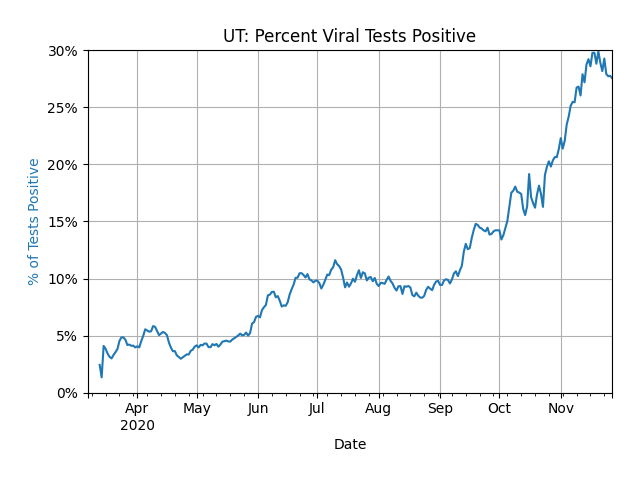 UT: Percent Viral Tests Positive
30%
25%
20%
15%
10%
5%
0%
% of Tests Positive
Apr May Jun Jul Aug Sep Oct Nov
2020
Date